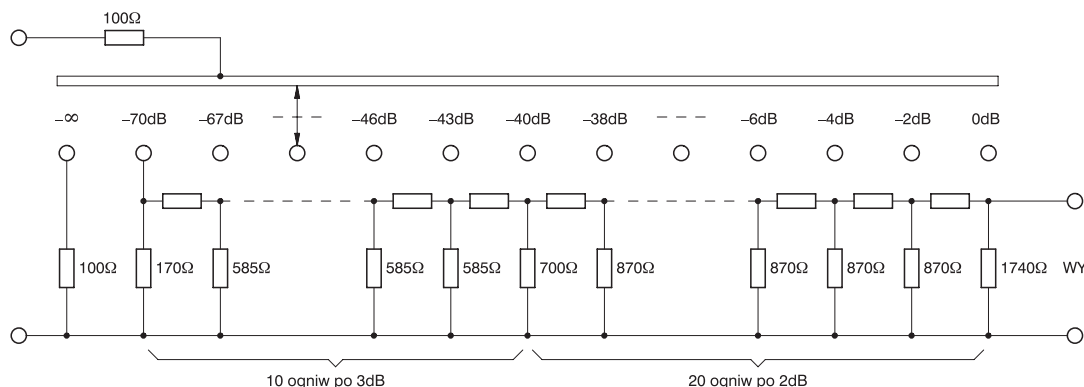 100Ω
–∞ –70dB –67dB –46dB –43dB –40dB –38dB –6dB –4dB –2dB 0dB
100Ω 170Ω 585Ω 585Ω 585Ω 700Ω 870Ω 870Ω 870Ω 870Ω 1740Ω WY
10 ogniw po 3dB 20 ogniw po 2dB